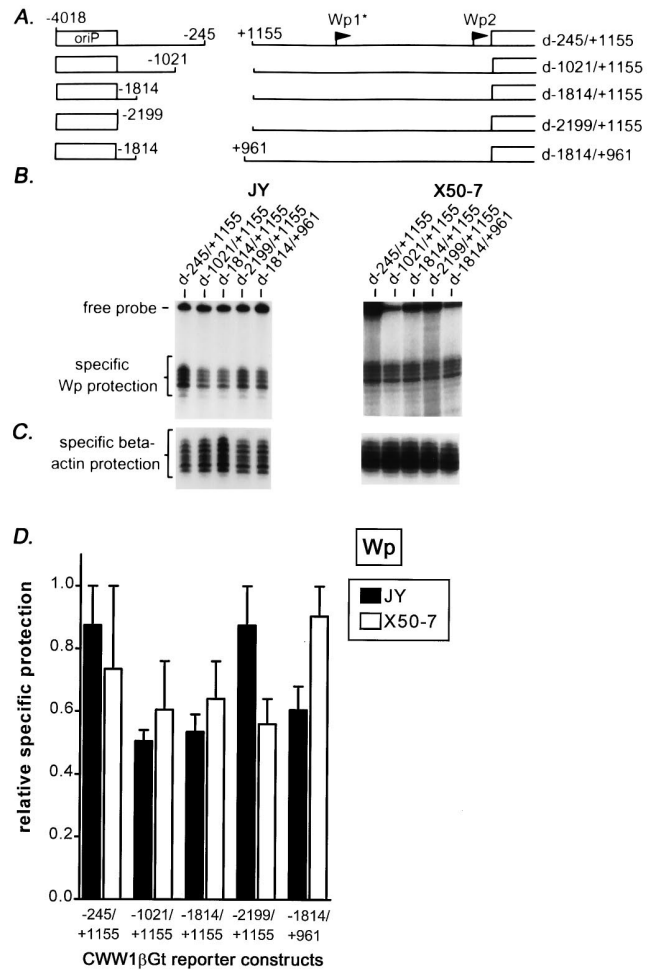 A.
-4018
oriP
-245
+1155
Wp1*
Wp2
d-245/+1155
-1021
d-1021/+1155
-1814
d-1814/+1155
-2199
d-2199/+1155
-1814
+961
d-1814/+961
B.
JY
X50-7
d-245/+1155
d-1021/+1155
d-1814/+1155
d-2199/+1155
d-1814/+961
d-245/+1155
d-1021/+1155
d-1814/+1155
d-2199/+1155
d-1814/+961
free probe
specific
Wp protection
C.
specific beta-
actin protection
D.
Wp
JY
X50-7
relative specific protection
1.0
0.8
0.6
0.4
0.2
0.0
-245/
+1155
-1021/
+1155
-1814/
+1155
-2199/
+1155
-1814/
+961
CWW1βGt reporter constructs